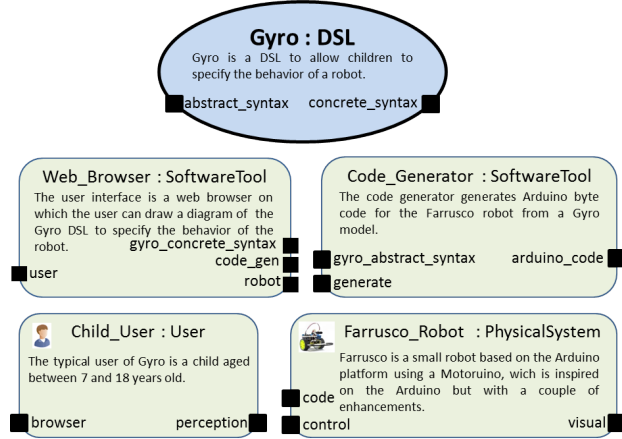 Gyro : DSL
Gyro is a DSL to allow children to
specify the behavior of a robot.
abstract_syntax concrete_syntax
Web_Browser : SoftwareTool
The user interface is a web browser on
which the user can draw a diagram of the
Gyro DSL to specify the behavior of the
robot.
gyro_concrete_syntax
code_gen
user
robot
Code_Generator : SoftwareTool
The code generator generates Arduino byte
code for the Farrusco robot from a Gyro
model.
gyro_abstract_syntax arduino_code
generate
Child_User : User
The typical user of Gyro is a child aged
between 7 and 18 years old.
browser perception
Farrusco_Robot : PhysicalSystem
Farrusco is a small robot based on the Arduino
platform using a Motoruino, wich is inspired
on the Arduino but with a couple of
enhancements.
code
control visual